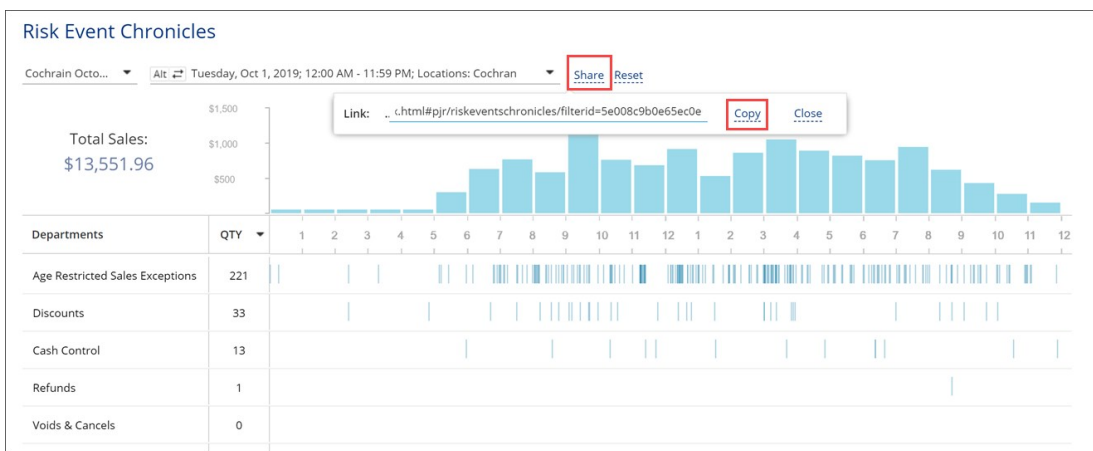 Risk Event Chronicles
Cochrain Octo... Alt Tuesday, Oct 1, 2019; 12:00 AM - 11:59 PM; Locations: Cochran Share Reset
Link: .. .html#pjr/riskeventschronicles/filterid=5e008c9b0e65ec0e Copy Close
$1,500
Total Sales:
$1,000
$13,551.96
$500
Departments QTY 1 2 3 4 5 6 7 8 9 10 11 12 1 2 3 4 5 6 7 8 9 10 11 12
Age Restricted Sales Exceptions 221
Discounts 33
Cash Control 13
Refunds 1
Voids & Cancels 0